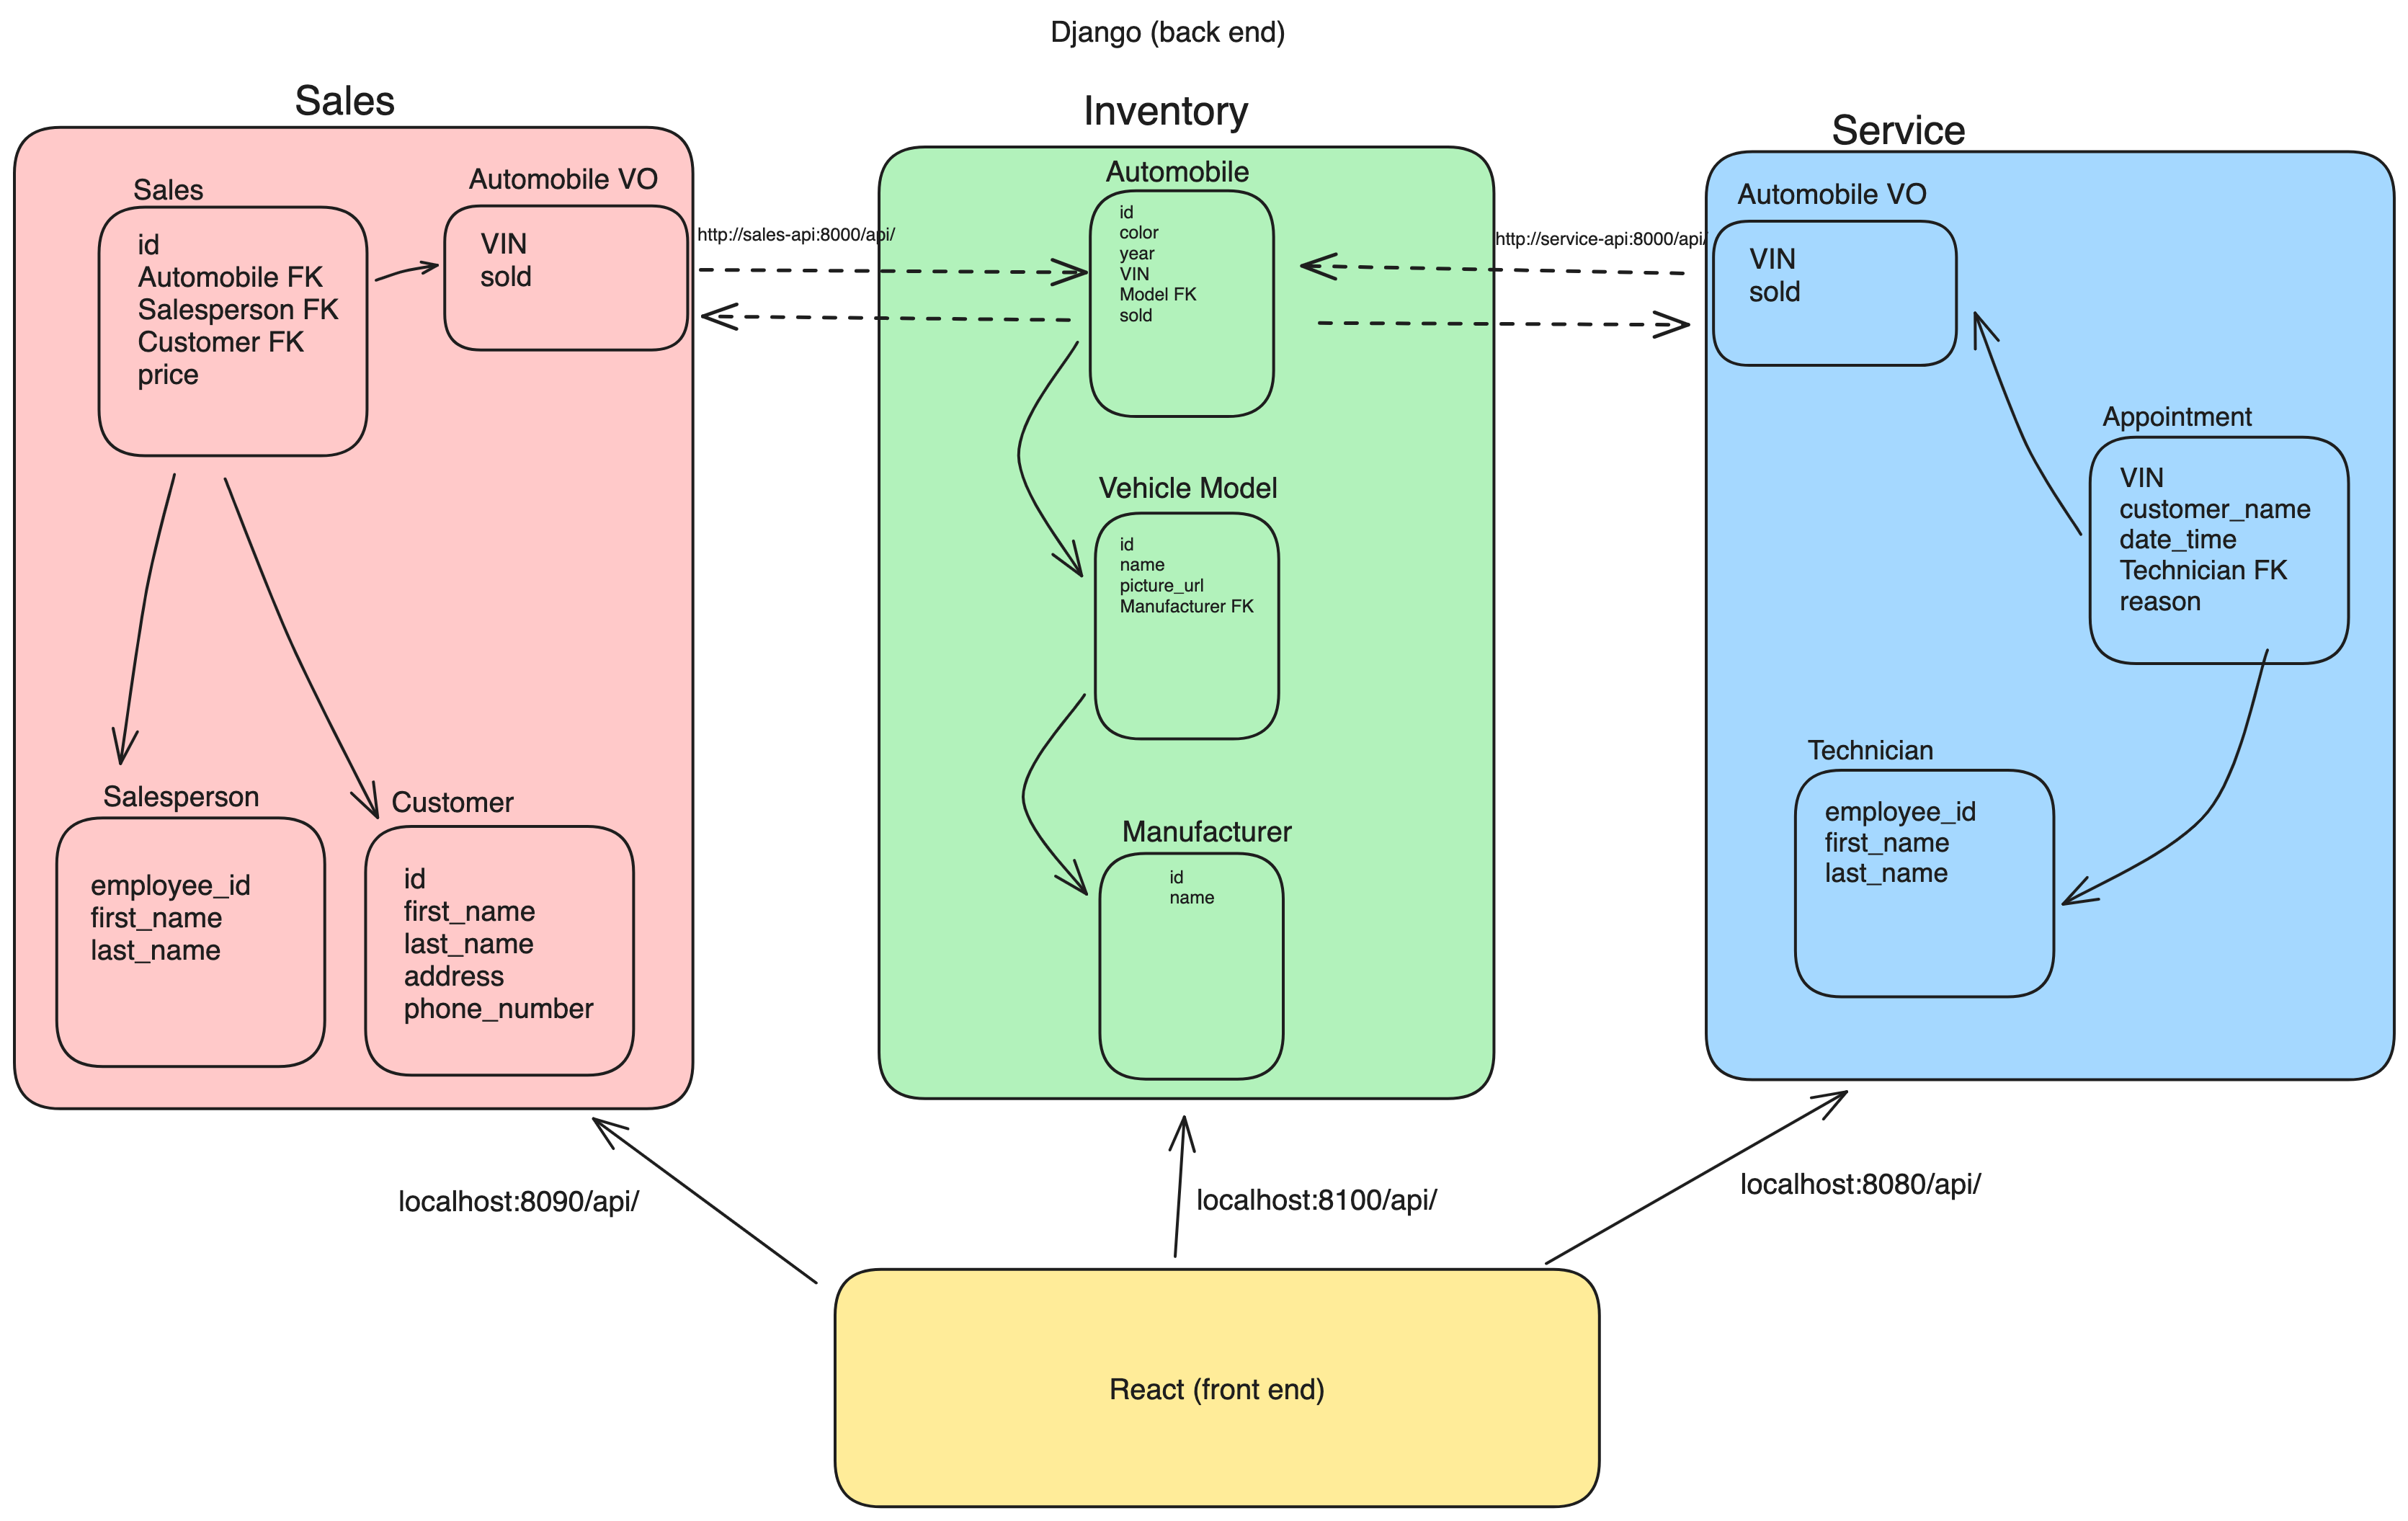 Django (back end)
Sales
Sales
id
Automobile FK
Salesperson FK
Customer FK
price
Automobile VO
VIN
sold
Salesperson
employee_id
first_name
last_name
Customer
id
first_name
last_name
address
phone_number
http://sales-api:8000/api/
Inventory
Automobile
id
color
year
VIN
Model FK
sold
Vehicle Model
id
name
picture_url
Manufacturer FK
Manufacturer
id
name
http://service-api:8000/api/
Service
Automobile VO
VIN
sold
Appointment
VIN
customer_name
date_time
Technician FK
reason
Technician
employee_id
first_name
last_name
localhost:8090/api/
localhost:8100/api/
localhost:8080/api/
React (front end)